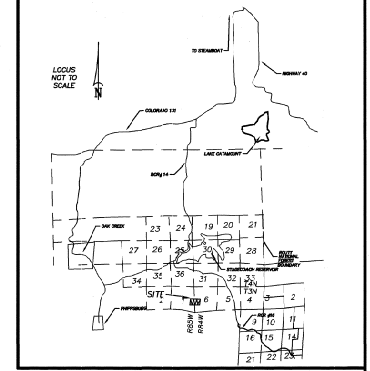 TO STEAMBOAT
HIGHWAY 40
LOCUS
NOT TO
SCALE
N
COLORADO 131
LAKE CATAMOUNT
23 24 19 20 21
OAK CREEK
27 26 25 30 29 28
ROUTT
NATIONAL
FOREST
BOUNDARY
STAGECOACH RESERVOIR
34 35 36 31 32 33
T4N
T3N
SITE
6 5 4 3 2
PHIPPSBURG
R85W
R84W
9 10 11
16 15 14
21 22 23